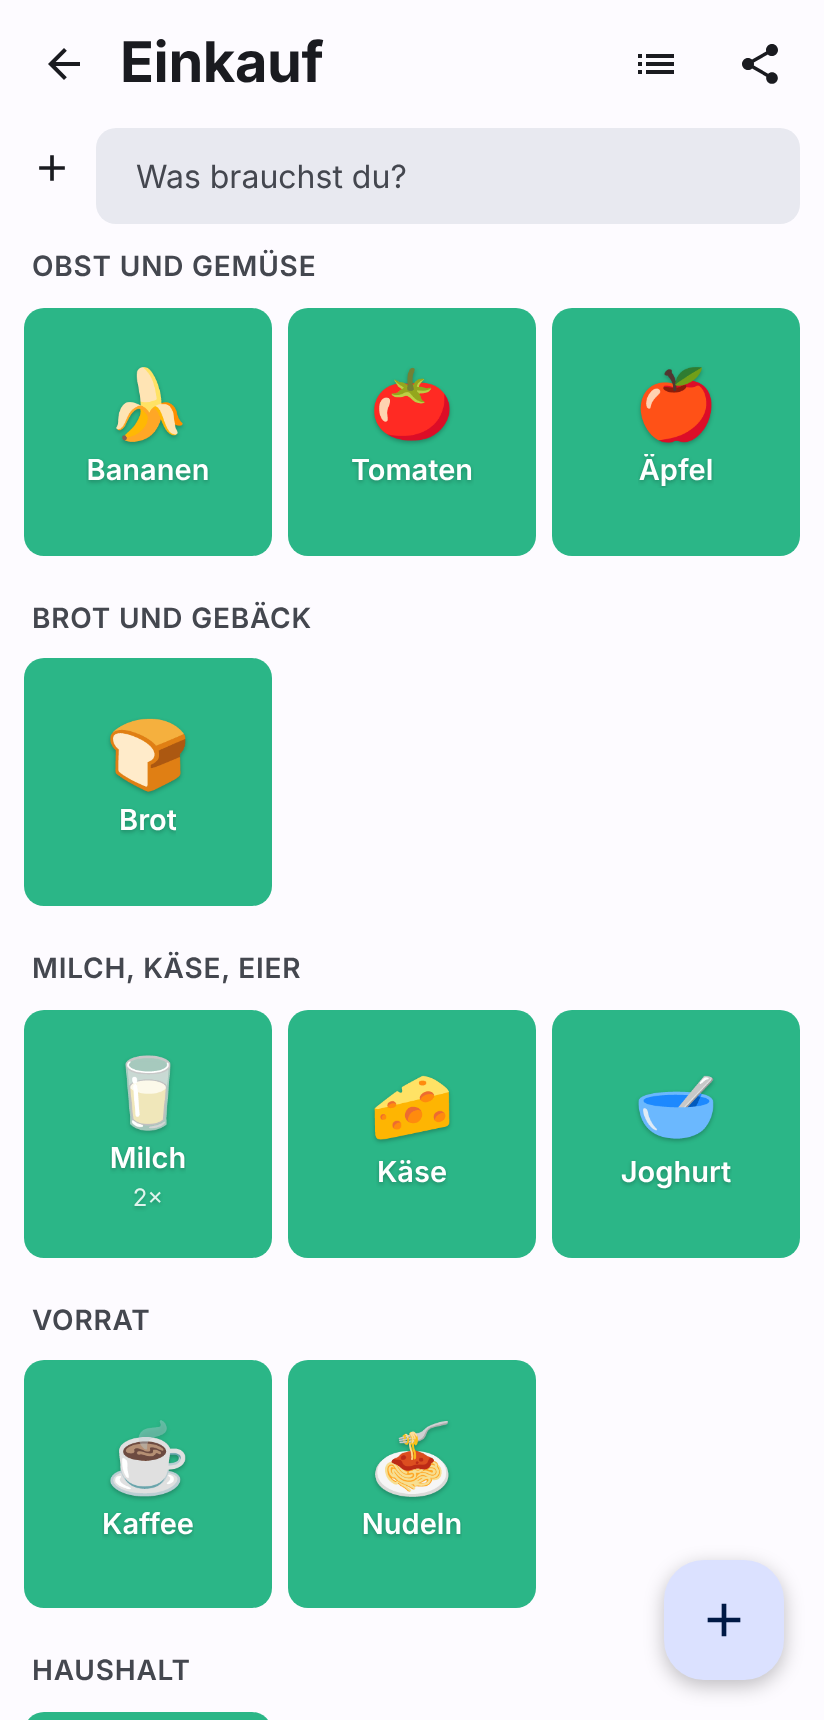 Einkauf
Was brauchst du?
OBST UND GEMÜSE
Bananen
Tomaten
Äpfel
BROT UND GEBÄCK
Brot
MILCH, KÄSE, EIER
Milch
2×
Käse
Joghurt
VORRAT
Kaffee
Nudeln
HAUSHALT